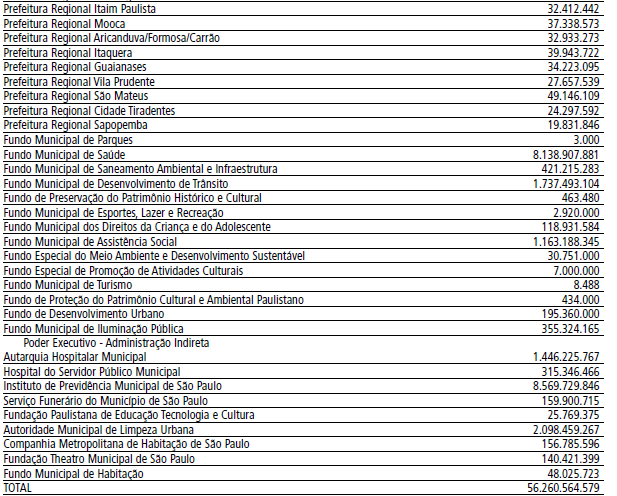 Prefeitura Regional Itaim Paulista 32.412.442
Prefeitura Regional Mooca 37.338.573
Prefeitura Regional Aricanduva/Formosa/Carrão 32.933.273
Prefeitura Regional Itaquera 39.943.722
Prefeitura Regional Guaianases 34.223.095
Prefeitura Regional Vila Prudente 27.657.539
Prefeitura Regional São Mateus 49.146.109
Prefeitura Regional Cidade Tiradentes 24.297.592
Prefeitura Regional Sapopemba 19.831.846
Fundo Municipal de Parques 3.000
Fundo Municipal de Saúde 8.138.907.881
Fundo Municipal de Saneamento Ambiental e Infraestrutura 421.215.283
Fundo Municipal de Desenvolvimento de Trânsito 1.737.493.104
Fundo de Preservação do Patrimônio Histórico e Cultural 463.480
Fundo Municipal de Esportes, Lazer e Recreação 2.920.000
Fundo Municipal dos Direitos da Criança e do Adolescente 118.931.584
Fundo Municipal de Assistência Social 1.163.188.345
Fundo Especial do Meio Ambiente e Desenvolvimento Sustentável 30.751.000
Fundo Especial de Promoção de Atividades Culturais 7.000.000
Fundo Municipal de Turismo 8.488
Fundo de Proteção do Patrimônio Cultural e Ambiental Paulistano 434.000
Fundo de Desenvolvimento Urbano 195.360.000
Fundo Municipal de Iluminação Pública 355.324.165
Poder Executivo - Administração Indireta
Autarquia Hospitalar Municipal 1.446.225.767
Hospital do Servidor Público Municipal 315.346.466
Instituto de Previdência Municipal de São Paulo 8.569.729.846
Serviço Funerário do Município de São Paulo 159.900.715
Fundação Paulistana de Educação Tecnologia e Cultura 25.769.375
Autoridade Municipal de Limpeza Urbana 2.098.459.267
Companhia Metropolitana de Habitação de São Paulo 156.785.596
Fundação Theatro Municipal de São Paulo 140.421.399
Fundo Municipal de Habitação 48.025.723
TOTAL 56.260.564.579